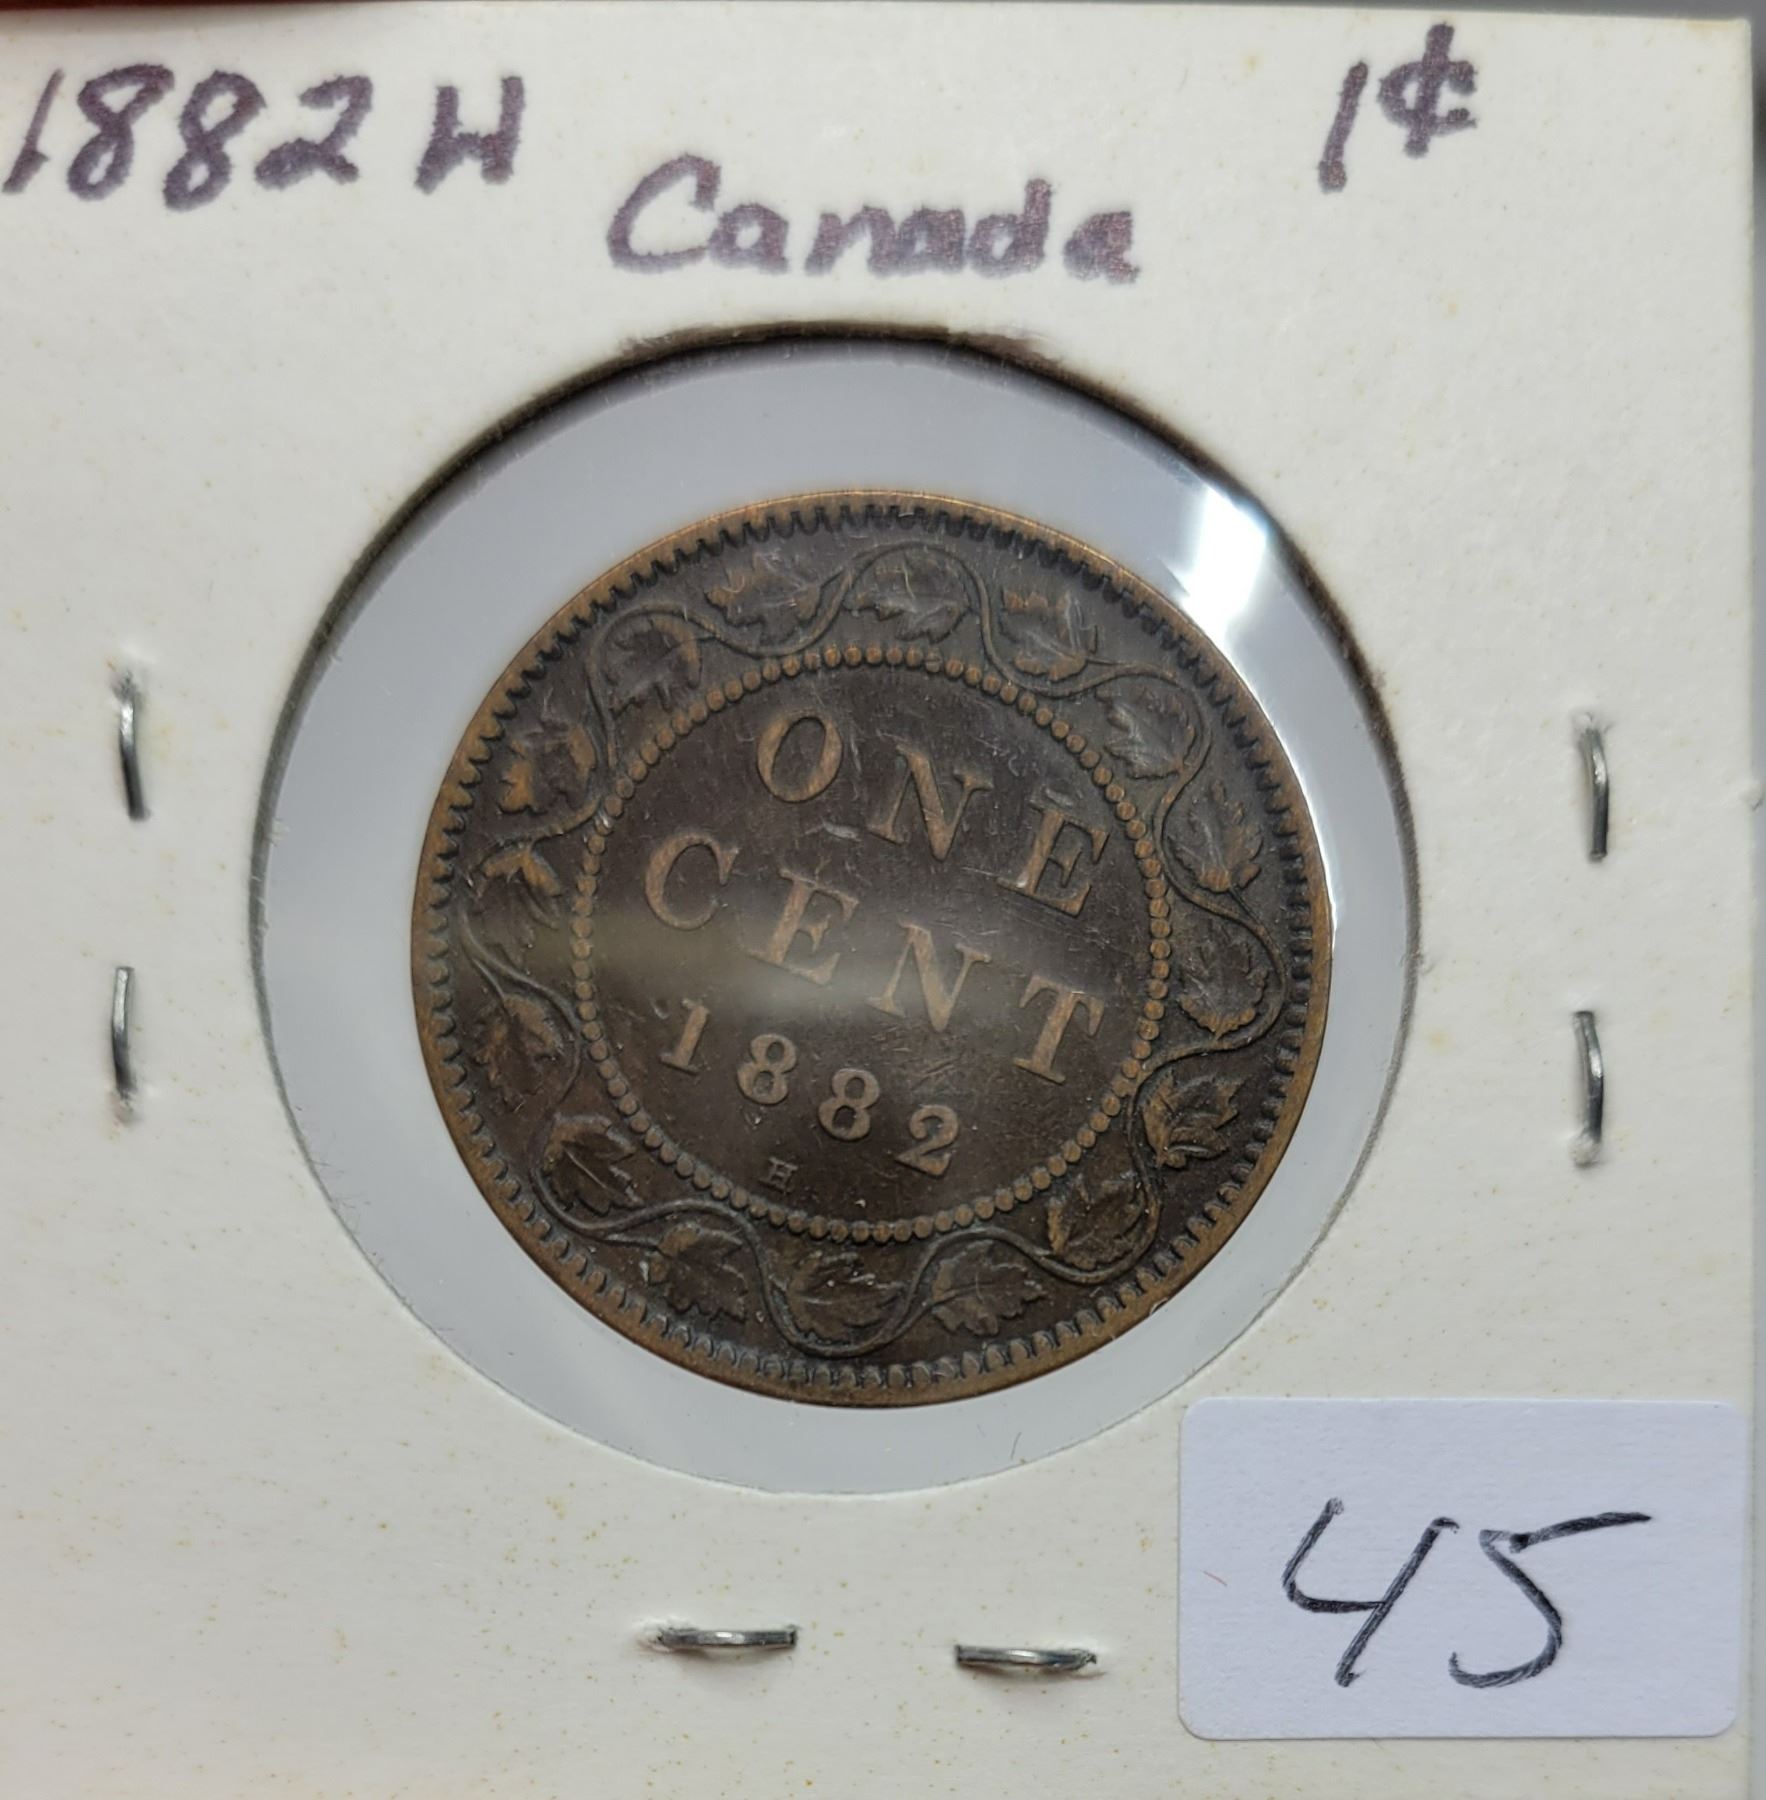 1882 H 1¢
Canada
ONE
CENT
1882
H
45